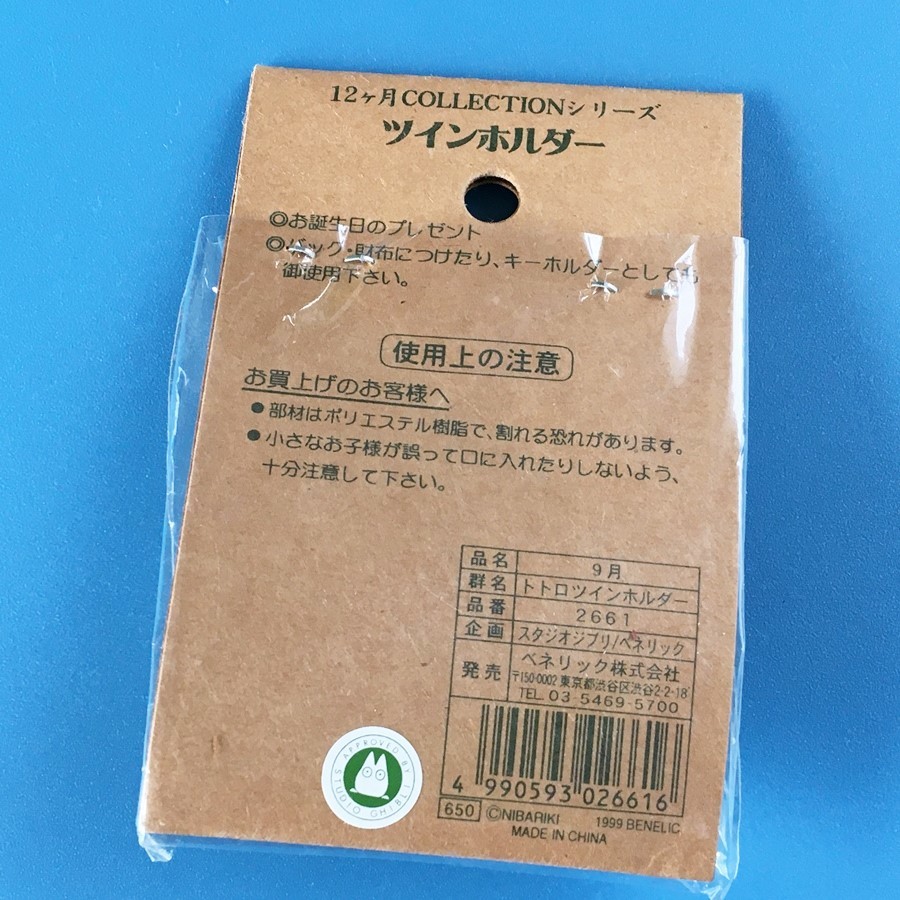 12ヶ月COLLECTIONシリーズ
ツインホルダー
◎お誕生日のプレゼント
◎バック・財布につけたり、キーホルダーとしても
御使用下さい。
使用上の注意
お買上げのお客様へ
●部材はポリエステル樹脂で、割れる恐れがあります。
●小さなお子様が誤って口に入れたりしないよう、
十分注意して下さい。
品名 9月
群名 トトロツインホルダー
品番 2661
企画 スタジオジブリ/ベネリック
発売 ベネリック株式会社
〒150-0002 東京都渋谷区渋谷2-2-18
TEL 03-5469-5700
4 990593 026616
650 ©NIBARIKI 1999 BENELIC
MADE IN CHINA
APPROVED BY
STUDIO GHIBLI